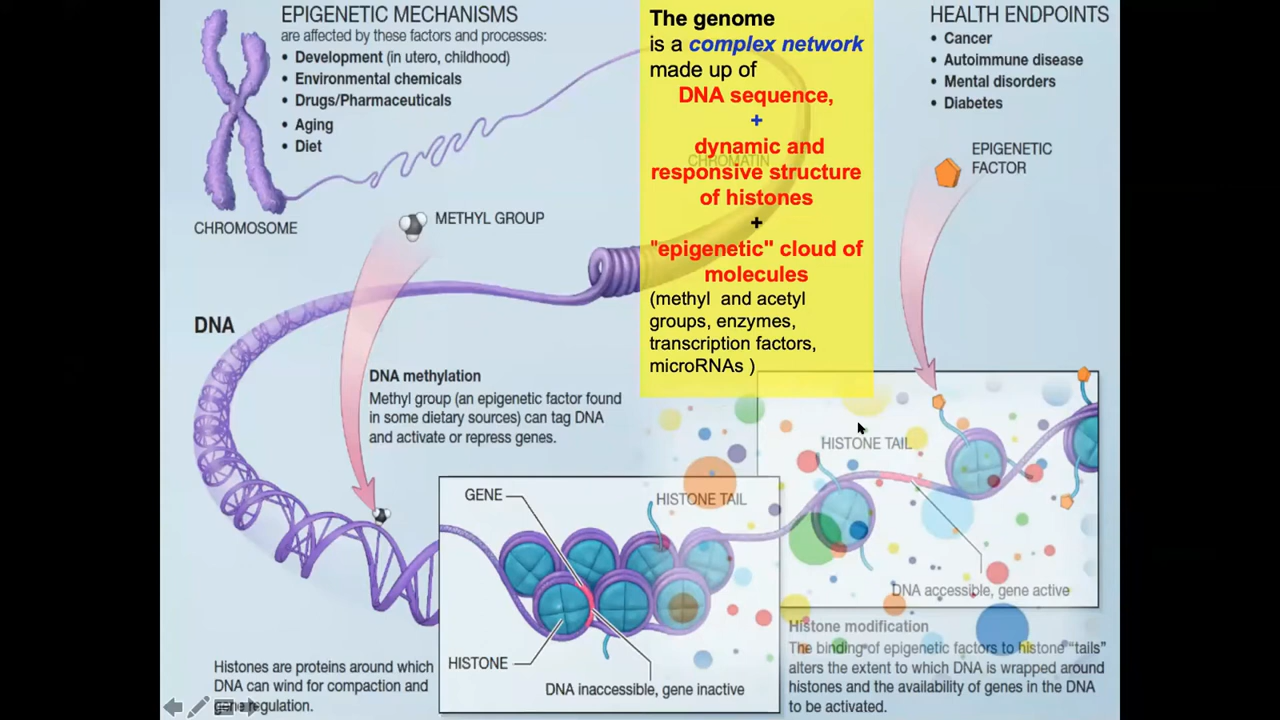 EPIGENETIC MECHANISMS
are affected by these factors and processes:
• Development (in utero, childhood)
• Environmental chemicals
• Drugs/Pharmaceuticals
• Aging
• Diet
CHROMOSOME
METHYL GROUP
The genome
is a complex network
made up of
DNA sequence,
+
dynamic and
responsive structure
of histones
+
"epigenetic" cloud of
molecules
(methyl and acetyl
groups, enzymes,
transcription factors,
microRNAs )
CHROMATIN
HEALTH ENDPOINTS
• Cancer
• Autoimmune disease
• Mental disorders
• Diabetes
EPIGENETIC
FACTOR
DNA
DNA methylation
Methyl group (an epigenetic factor found
in some dietary sources) can tag DNA
and activate or repress genes.
HISTONE TAIL
GENE
HISTONE TAIL
DNA accessible, gene active
HISTONE
DNA inaccessible, gene inactive
Histones are proteins around which
DNA can wind for compaction and
gene regulation.
Histone modification
The binding of epigenetic factors to histone “tails”
alters the extent to which DNA is wrapped around
histones and the availability of genes in the DNA
to be activated.